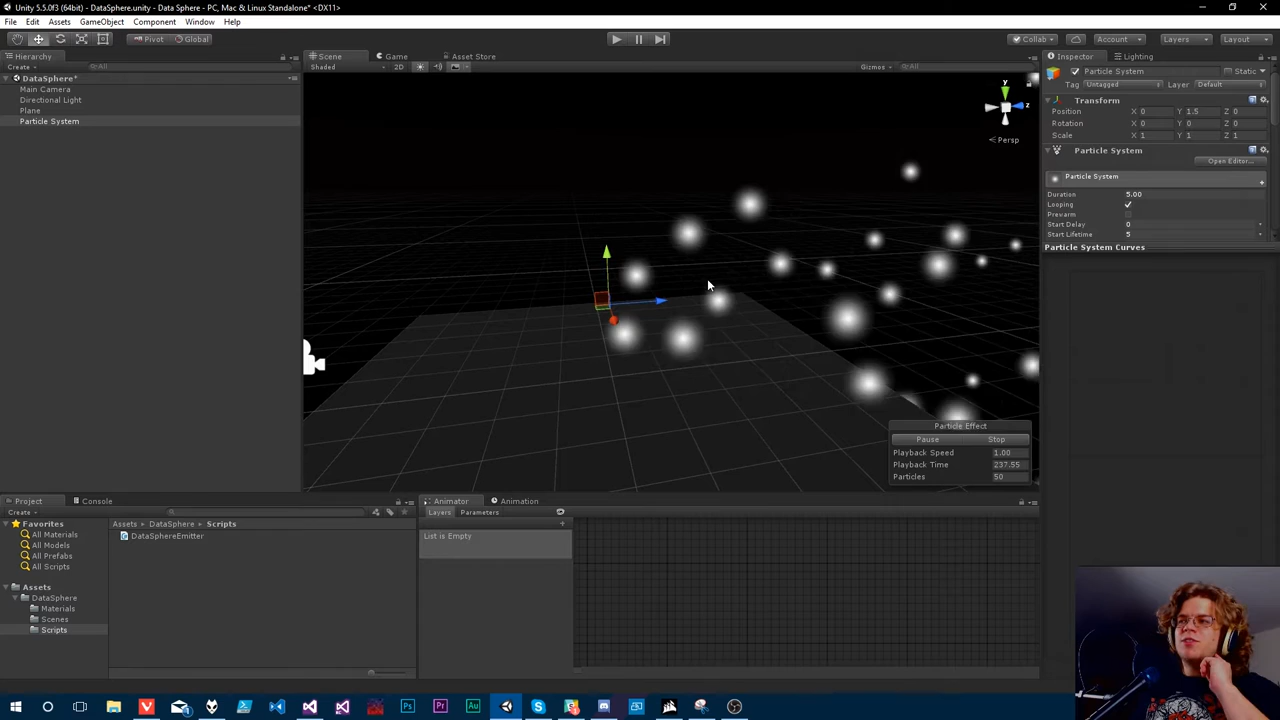 Unity 5.5.0f3 (64bit) - DataSphere.unity - Data Sphere - PC, Mac & Linux Standalone* <DX11>
File Edit Assets GameObject Component Window Help
Pivot Global Collab Account Layers Layout
Hierarchy Scene Game Asset Store Inspector Lighting
Create All Shaded 2D Gizmos All Particle System Static
DataSphere* Tag Untagged Layer Default
Main Camera
Directional Light Transform
Plane Position X 0 Y 1.5 Z 0
Particle System Rotation X 0 Y 0 Z 0
Scale X 1 Y 1 Z 1
y
z
Persp
Particle System
Open Editor...
Particle System
Duration 5.00
Looping
Prewarm
Start Delay 0
Start Lifetime 5
Particle System Curves
Particle Effect
Pause Stop
Playback Speed 1.00
Playback Time 237.55
Particles 50
Project Console Animator Animation
Create Layers Parameters
Favorites Assets DataSphere Scripts
All Materials DataSphereEmitter List is Empty
All Models
All Prefabs
All Scripts
Assets
DataSphere
Materials
Scenes
Scripts
Ps Pr Au